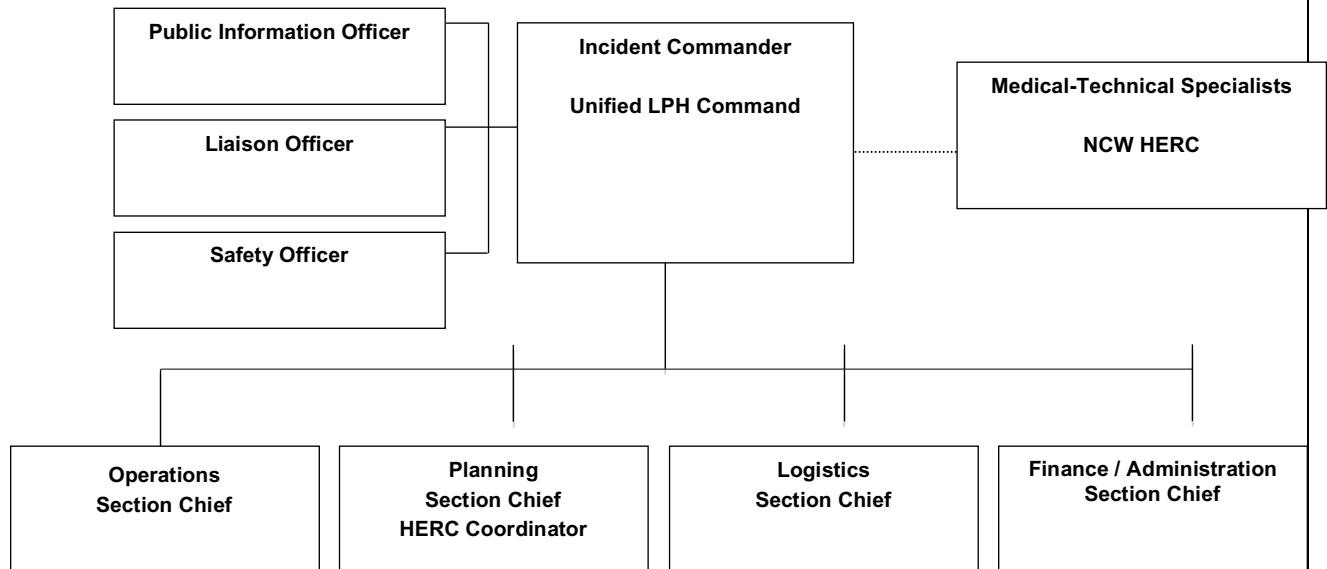 Public Information Officer
Incident Commander
Unified LPH Command
Medical-Technical Specialists
NCW HERC
Liaison Officer
Safety Officer
Operations
Section Chief
Planning
Section Chief
HERC Coordinator
Logistics
Section Chief
Finance / Administration
Section Chief